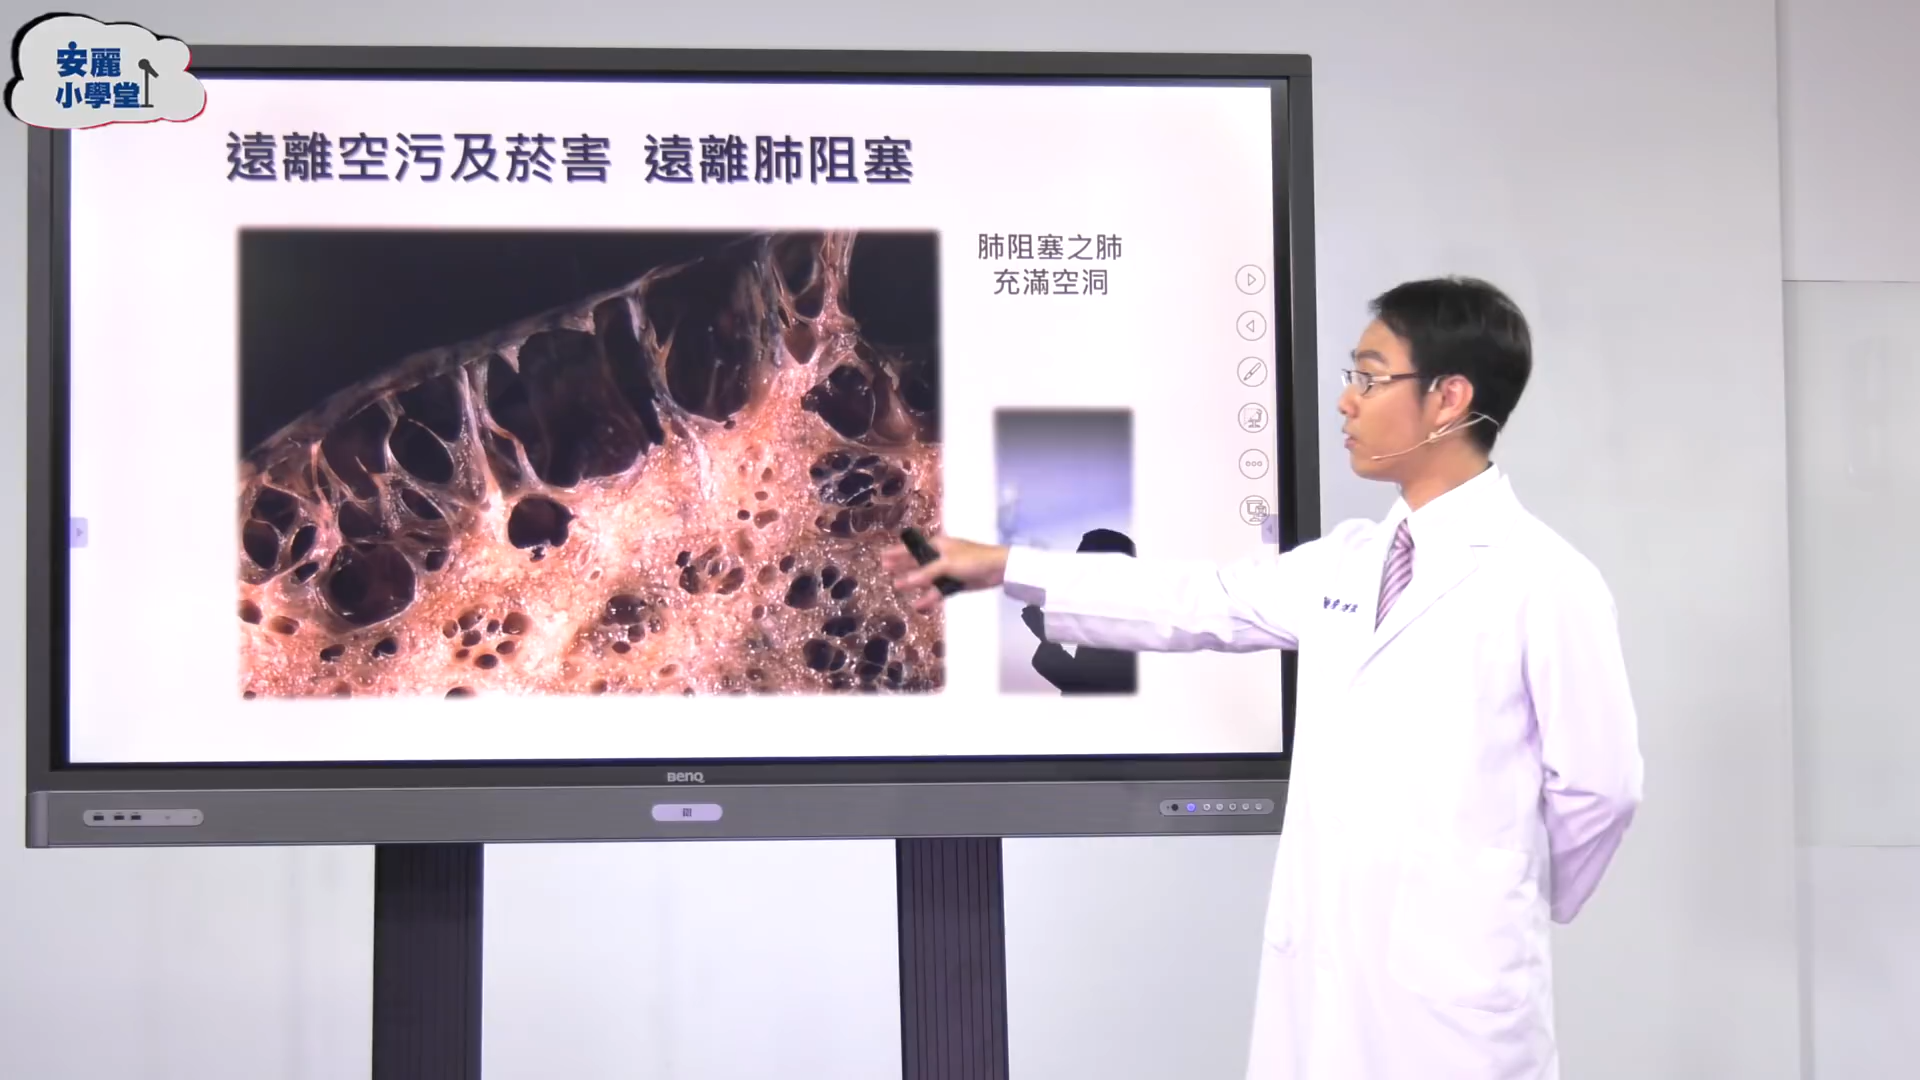 安麗
小學堂
遠離空污及菸害 遠離肺阻塞
肺阻塞之肺
充滿空洞
BenQ